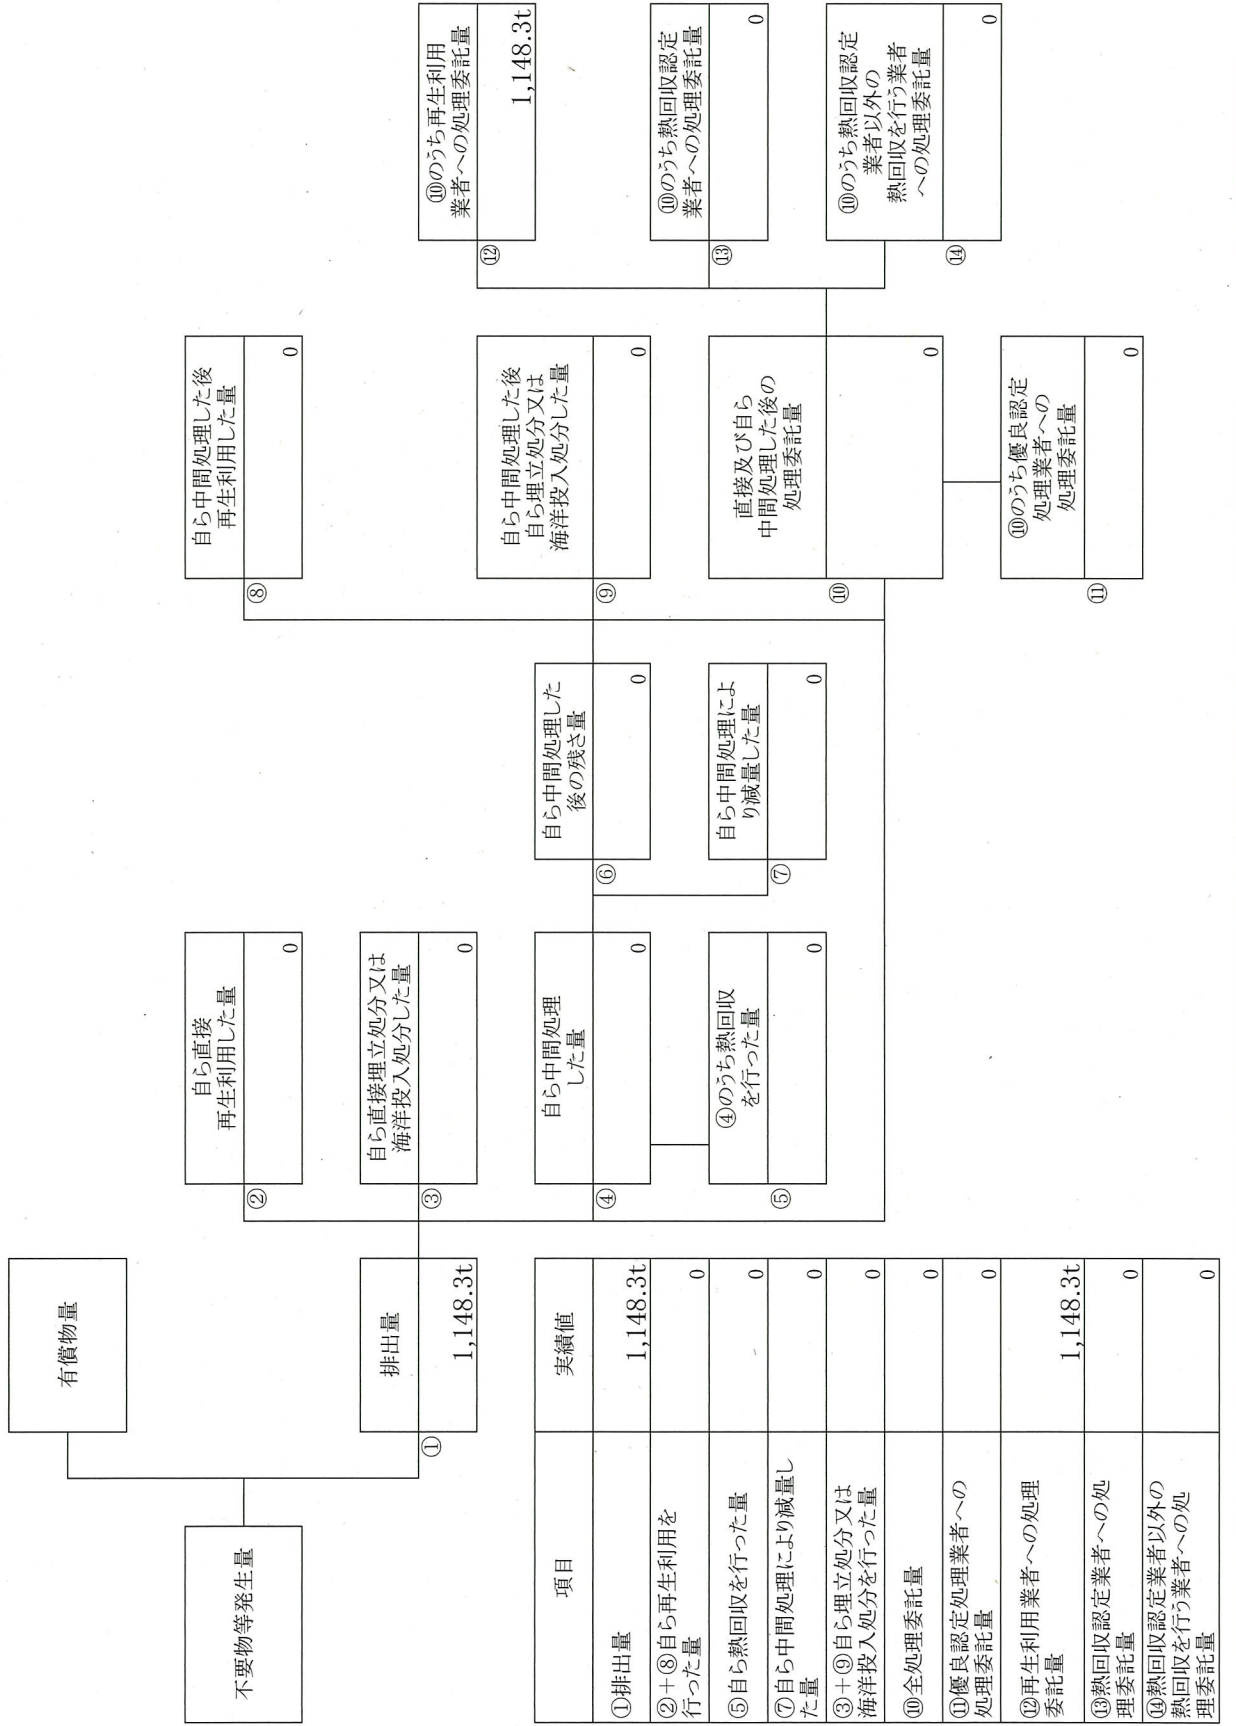 不要物等発生量
有償物量
①
排出量
1,148.3t
②
自ら直接
再生利用した量
0
③
自ら直接埋立処分又は
海洋投入処分した量
0
④
自ら中間処理
した量
0
⑤
④のうち熱回収
を行った量
0
⑥
自ら中間処理した
後の残さ量
0
⑦
自ら中間処理によ
り減量した量
0
⑧
自ら中間処理した後
再生利用した量
0
⑨
自ら中間処理した後
自ら埋立処分又は
海洋投入処分した量
0
⑩
直接及び自ら
中間処理した後の
処理委託量
0
⑪
⑩のうち優良認定
処理業者への
処理委託量
0
⑫
⑩のうち再生利用
業者への処理委託量
1,148.3t
⑬
⑩のうち熱回収認定
業者への処理委託量
0
⑭
⑩のうち熱回収認定
業者以外の
熱回収を行う業者
への処理委託量
0
項目 実績値
①排出量 1,148.3t
②＋⑧自ら再生利用を
行った量 0
⑤自ら熱回収を行った量 0
⑦自ら中間処理により減量し
た量 0
③＋⑨自ら埋立処分又は
海洋投入処分を行った量 0
⑩全処理委託量 0
⑪優良認定処理業者への
処理委託量 0
⑫再生利用業者への処理
委託量 1,148.3t
⑬熱回収認定業者への処
理委託量 0
⑭熱回収認定業者以外の
熱回収を行う業者への処
理委託量 0